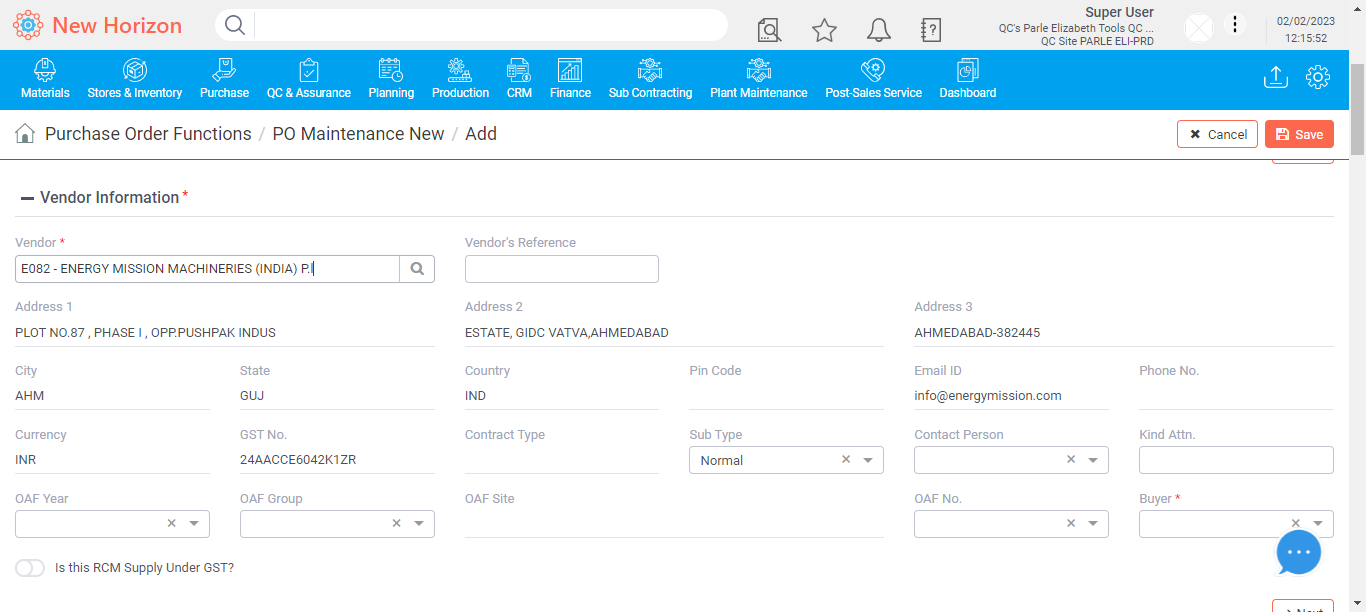 New Horizon
Super User
QC's Parle Elizabeth Tools QC ...
QC Site PARLE ELI-PRD
02/02/2023
12:15:52
Materials Stores & Inventory Purchase QC & Assurance Planning Production CRM Finance Sub Contracting Plant Maintenance Post-Sales Service Dashboard
Purchase Order Functions / PO Maintenance New / Add
Cancel Save
Vendor Information *
Vendor * Vendor's Reference
E082 - ENERGY MISSION MACHINERIES (INDIA) P.l
Address 1 Address 2 Address 3
PLOT NO.87 , PHASE I , OPP.PUSHPAK INDUS ESTATE, GIDC VATVA,AHMEDABAD AHMEDABAD-382445
City State Country Pin Code Email ID Phone No.
AHM GUJ IND info@energymission.com
Currency GST No. Contract Type Sub Type Contact Person Kind Attn.
INR 24AACCE6042K1ZR Normal
OAF Year OAF Group OAF Site OAF No. Buyer *
Is this RCM Supply Under GST?
Next